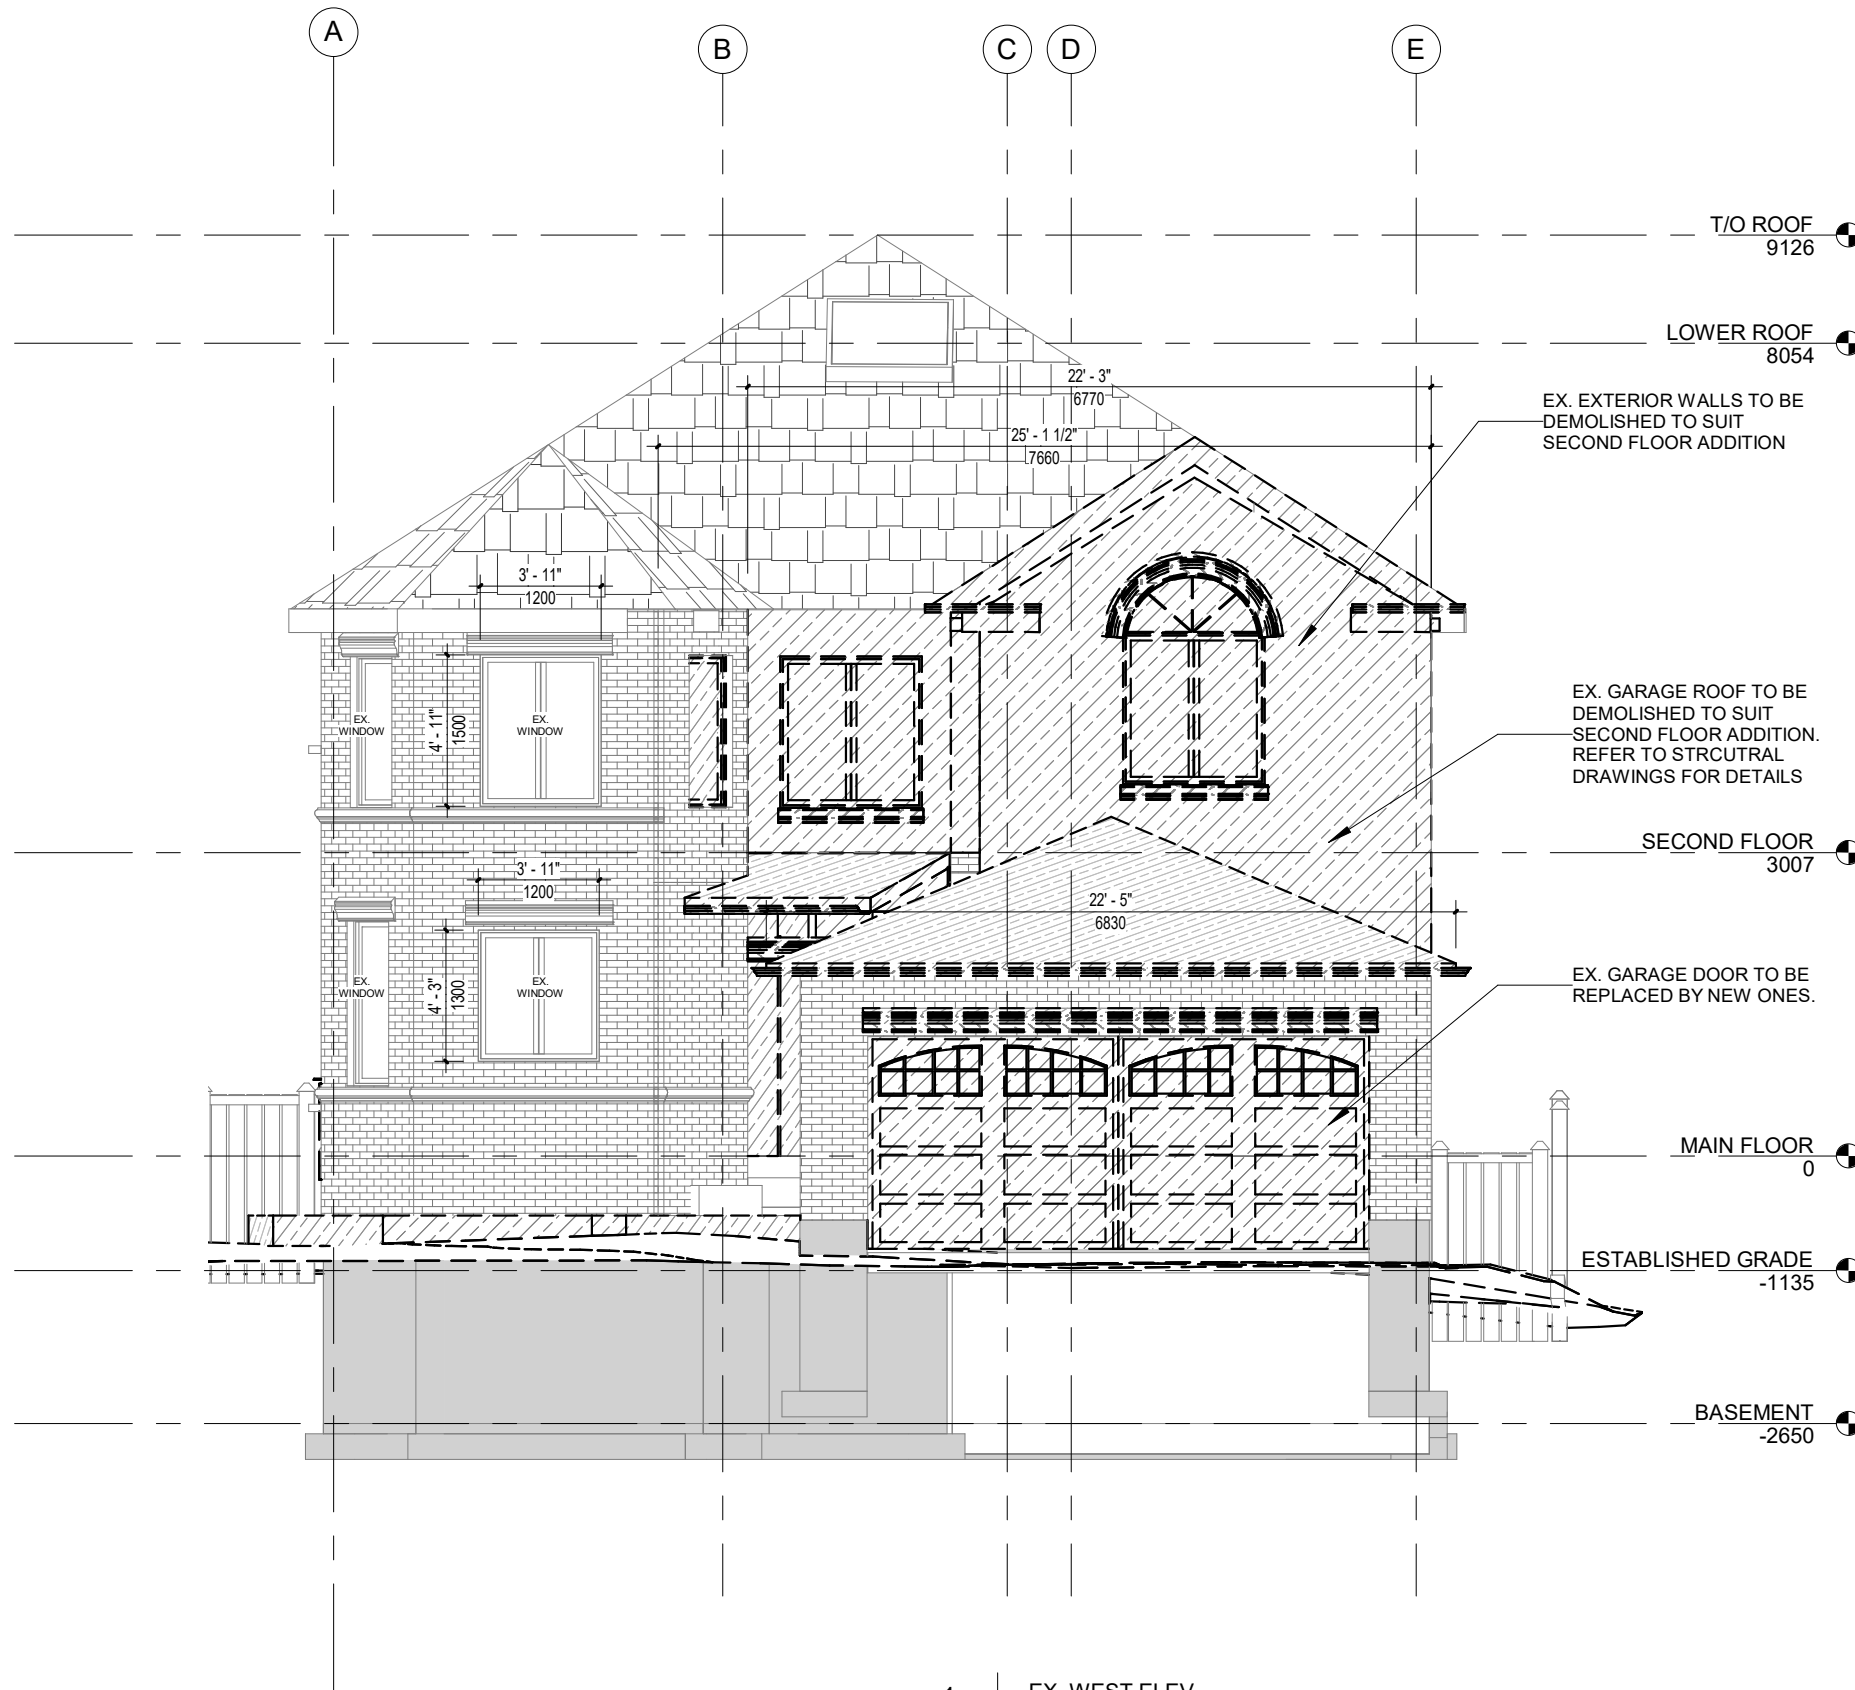 A
B
C
D
E
T/O ROOF
9126
LOWER ROOF
8054
22' - 3"
6770
EX. EXTERIOR WALLS TO BE
DEMOLISHED TO SUIT
SECOND FLOOR ADDITION
25' - 1 1/2"
7660
3' - 11"
1200
EX.
WINDOW
4' - 11"
1500
EX.
WINDOW
EX. GARAGE ROOF TO BE
DEMOLISHED TO SUIT
SECOND FLOOR ADDITION.
REFER TO STRCUTRAL
DRAWINGS FOR DETAILS
SECOND FLOOR
3007
3' - 11"
1200
22' - 5"
6830
EX.
WINDOW
4' - 3"
1300
EX.
WINDOW
EX. GARAGE DOOR TO BE
REPLACED BY NEW ONES.
MAIN FLOOR
0
ESTABLISHED GRADE
-1135
BASEMENT
-2650
EX. WEST ELEV